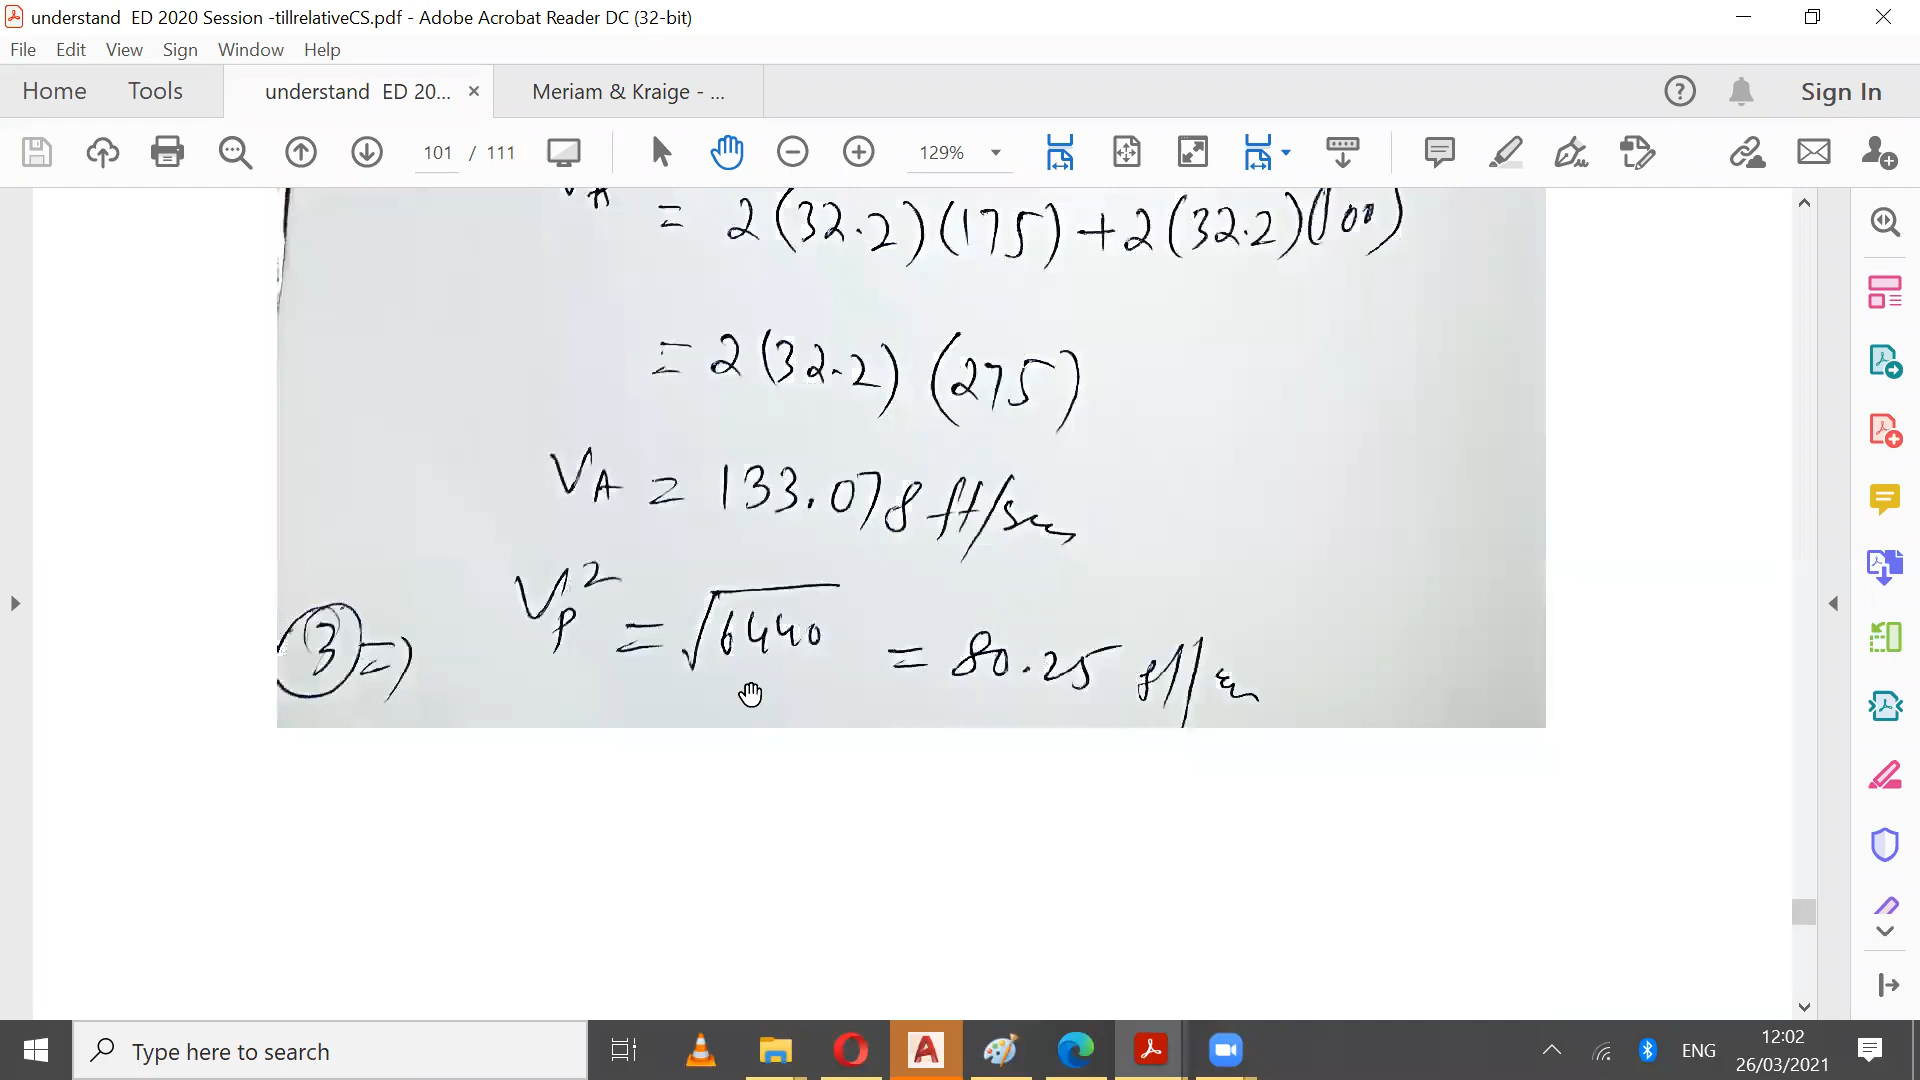 understand ED 2020 Session -tillrelativeCS.pdf - Adobe Acrobat Reader DC (32-bit)
File Edit View Sign Window Help
Home Tools understand ED 20... × Meriam & Kraige - ... Sign In
101 / 111 129%
V_A = 2(32.2)(175)+2(32.2)(100)
= 2(32.2) (275)
V_A = 133.078 ft/sec
③ => V_P² = √6440 = 80.25 ft/sec
Type here to search
ENG
12:02
26/03/2021